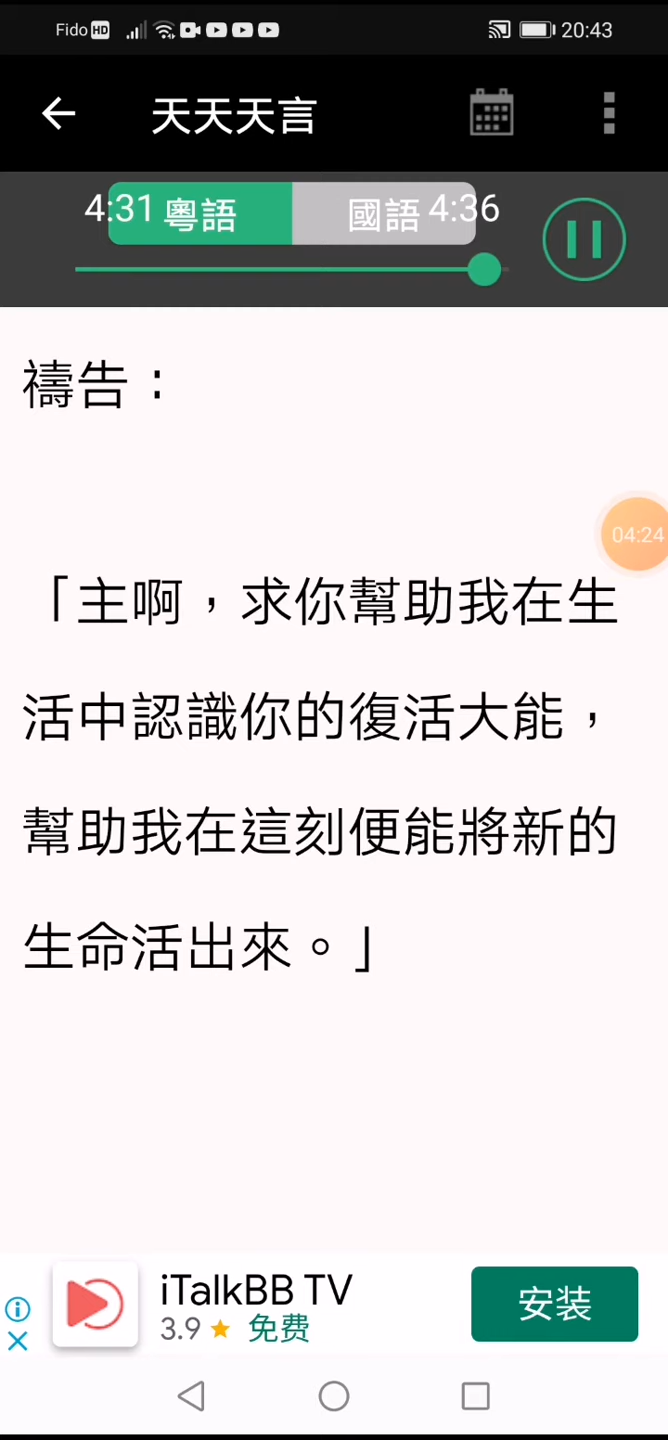 Fido HD 20:43
天天天言
4:31 粵語 國語 4:36
禱告：
04:24
「主啊，求你幫助我在生
活中認識你的復活大能，
幫助我在這刻便能將新的
生命活出來。」
iTalkBB TV
3.9 ★ 免费
安装